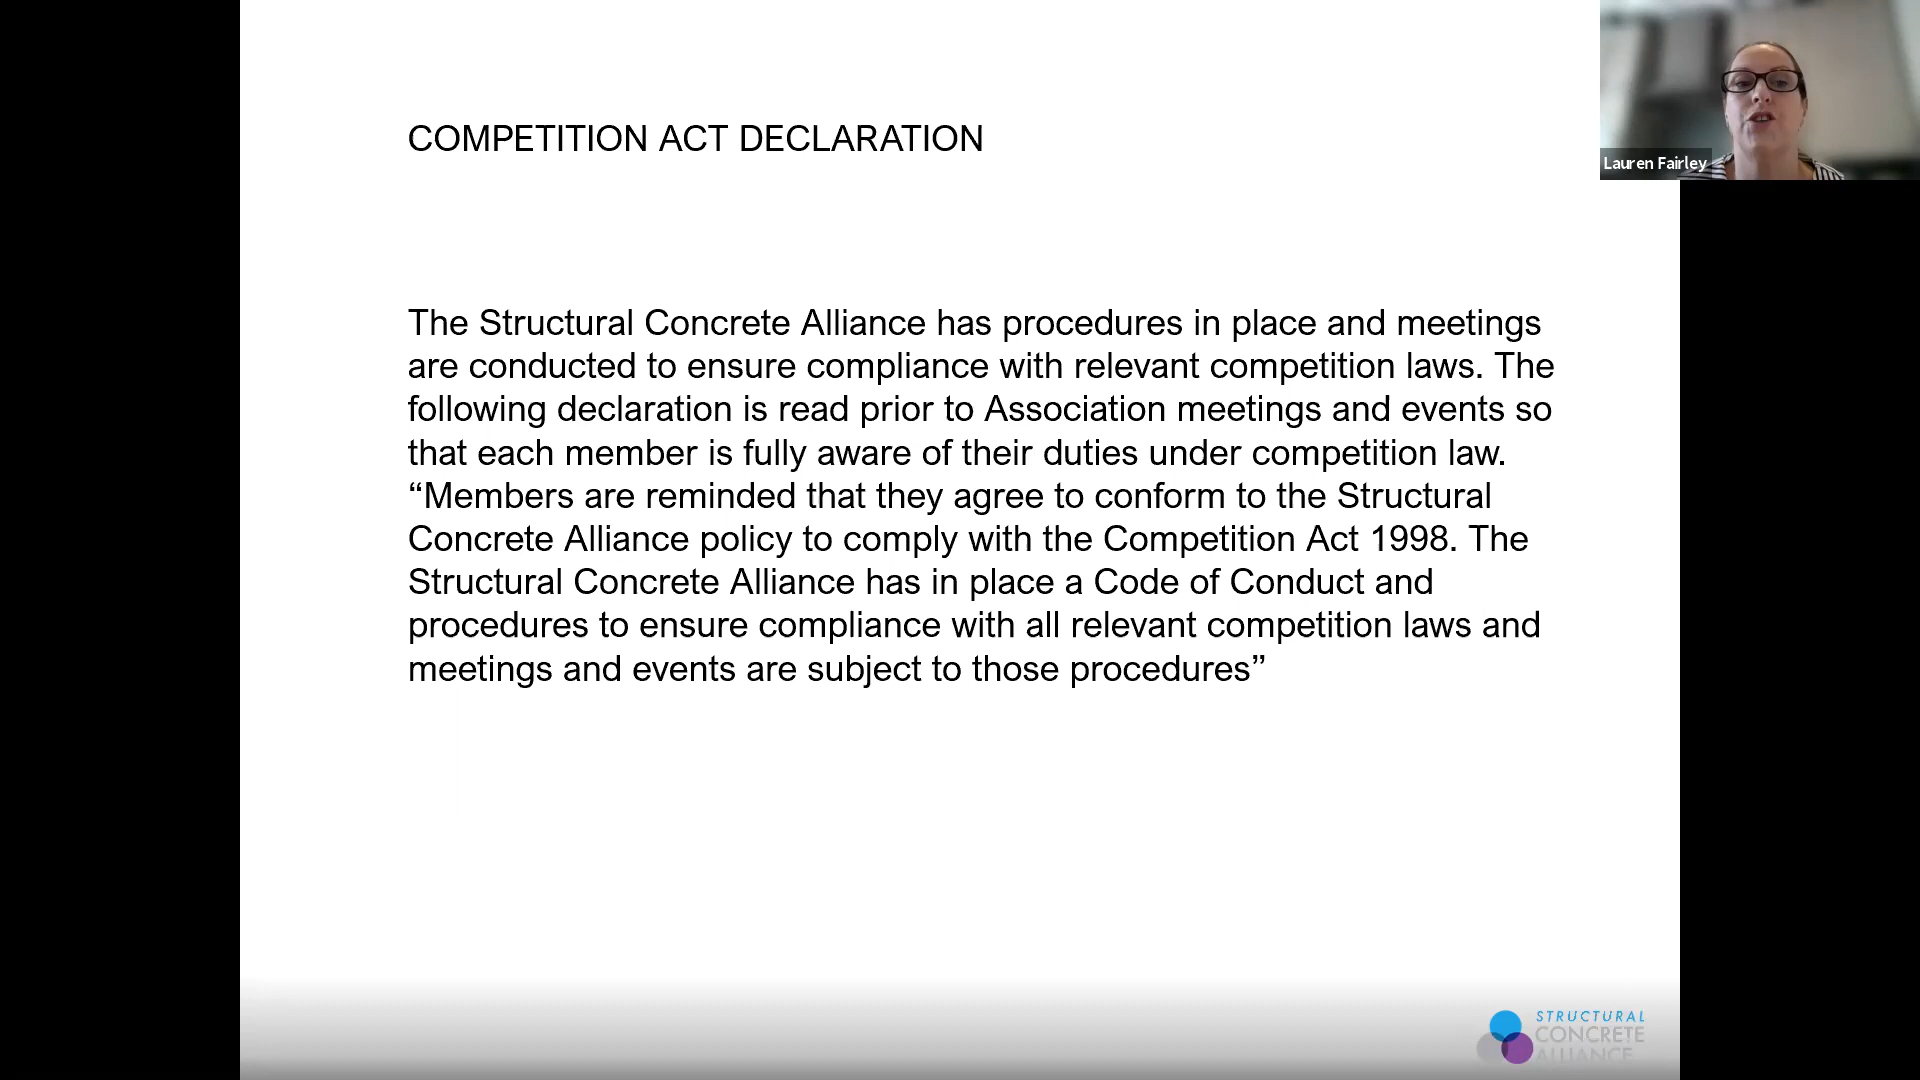 COMPETITION ACT DECLARATION
Lauren Fairley
The Structural Concrete Alliance has procedures in place and meetings
are conducted to ensure compliance with relevant competition laws. The
following declaration is read prior to Association meetings and events so
that each member is fully aware of their duties under competition law.
“Members are reminded that they agree to conform to the Structural
Concrete Alliance policy to comply with the Competition Act 1998. The
Structural Concrete Alliance has in place a Code of Conduct and
procedures to ensure compliance with all relevant competition laws and
meetings and events are subject to those procedures”
STRUCTURAL
CONCRETE
ALLIANCE